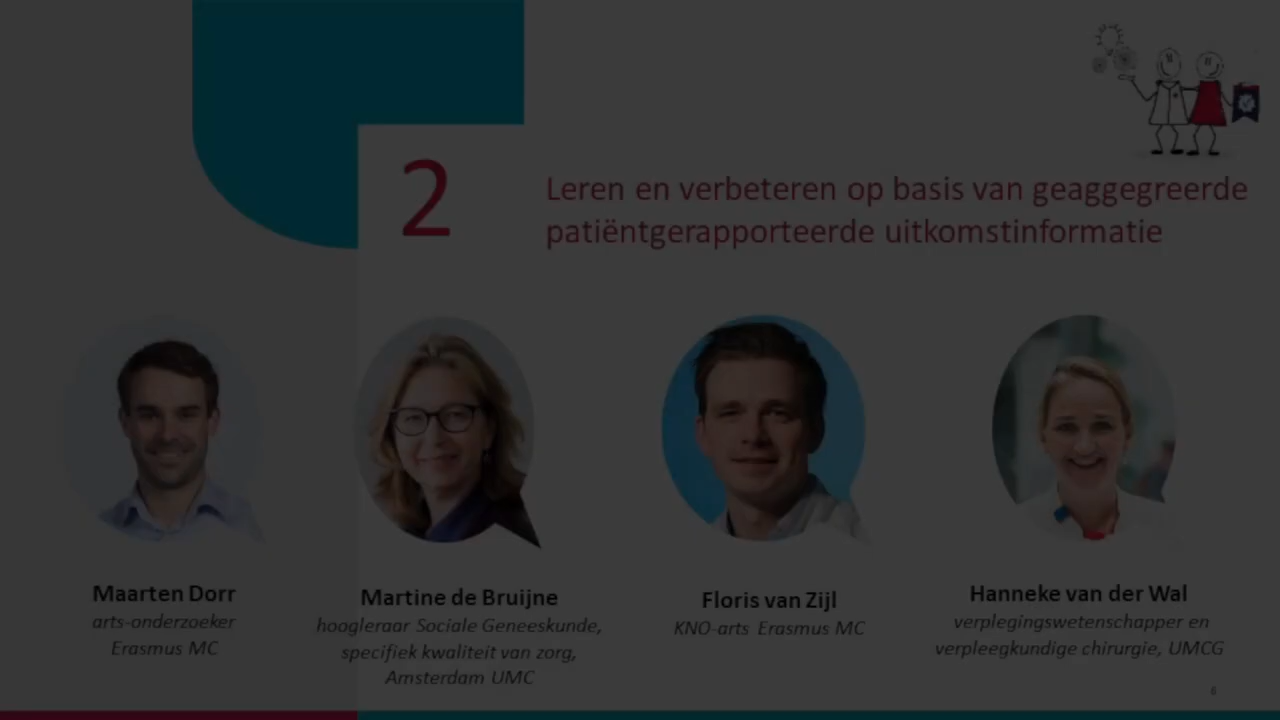 2
Leren en verbeteren op basis van geaggegreerde
patiëntgerapporteerde uitkomstinformatie
Maarten Dorr
arts-onderzoeker
Erasmus MC
Martine de Bruijne
hoogleraar Sociale Geneeskunde,
specifiek kwaliteit van zorg,
Amsterdam UMC
Floris van Zijl
KNO-arts Erasmus MC
Hanneke van der Wal
verplegingswetenschapper en
verpleegkundige chirurgie, UMCG
6